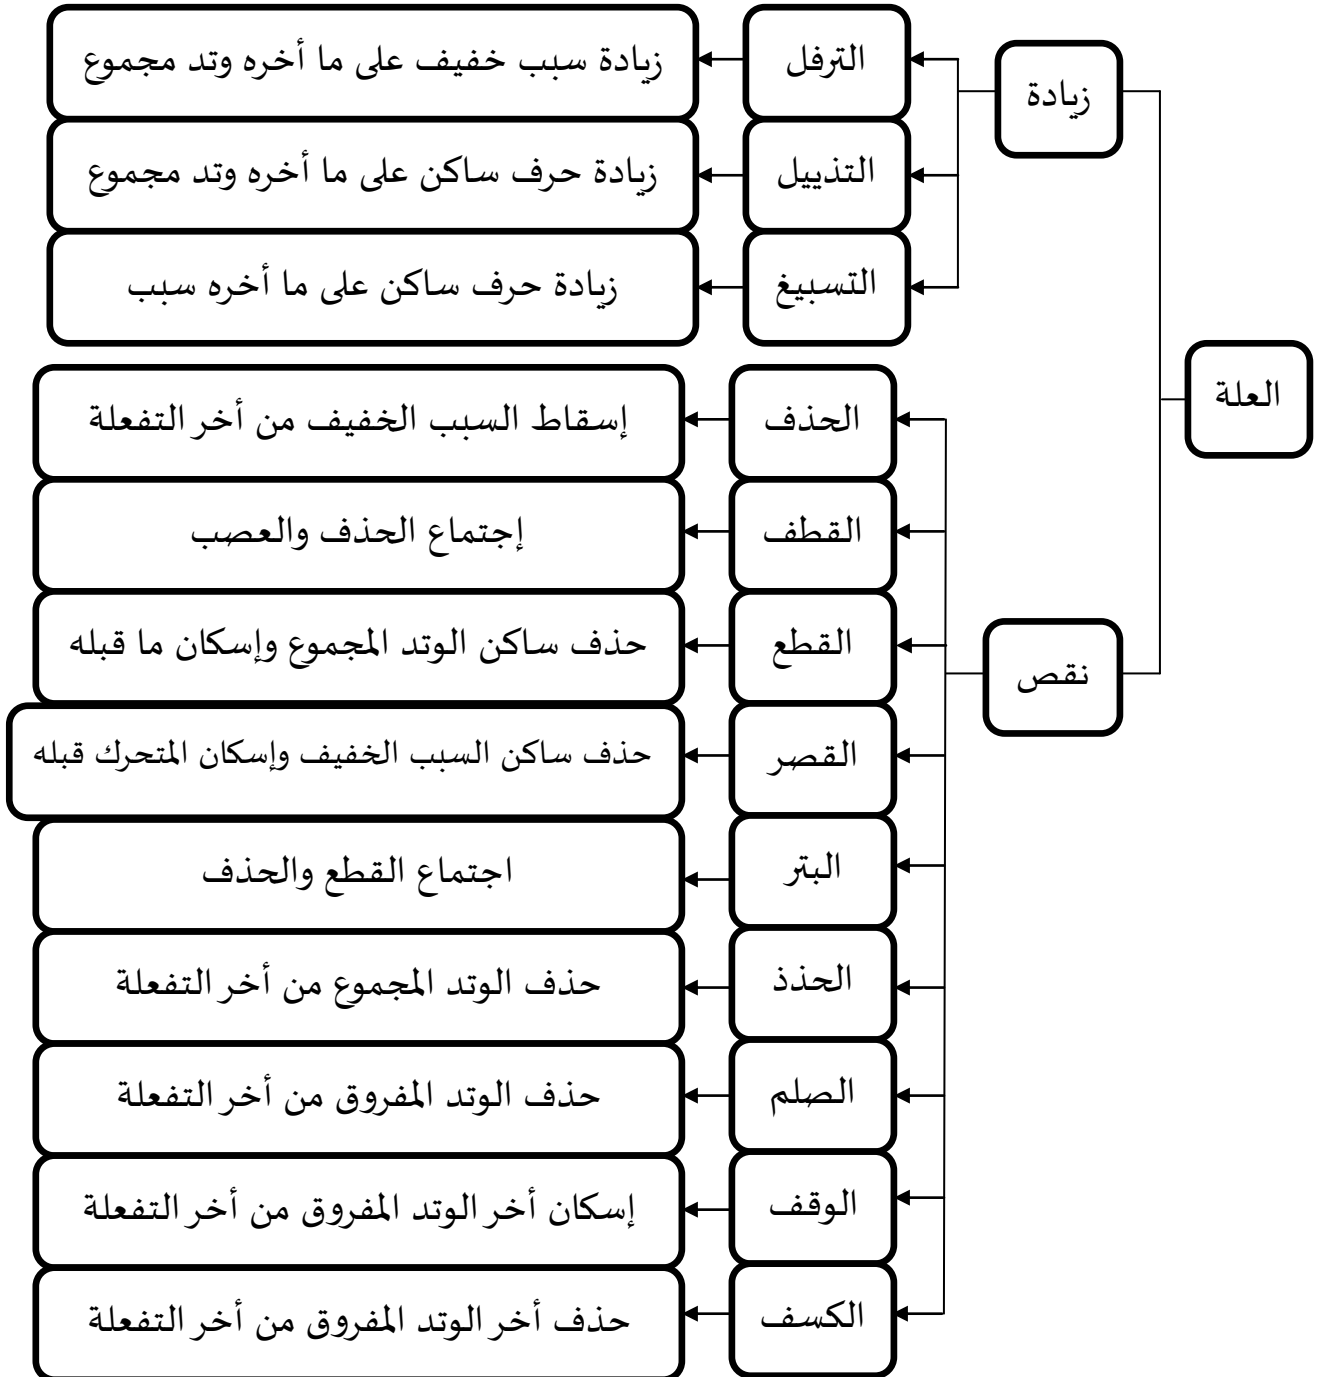 العلة
زيادة
الترفل
زيادة سبب خفيف على ما أخره وتد مجموع
التذييل
زيادة حرف ساكن على ما أخره وتد مجموع
التسبيغ
زيادة حرف ساكن على ما أخره سبب
نقص
الحذف
إسقاط السبب الخفيف من أخر التفعلة
القطف
إجتماع الحذف والعصب
القطع
حذف ساكن الوتد المجموع وإسكان ما قبله
القصر
حذف ساكن السبب الخفيف وإسكان المتحرك قبله
البتر
اجتماع القطع والحذف
الحذذ
حذف الوتد المجموع من أخر التفعلة
الصلم
حذف الوتد المفروق من أخر التفعلة
الوقف
إسكان أخر الوتد المفروق من أخر التفعلة
الكسف
حذف أخر الوتد المفروق من أخر التفعلة